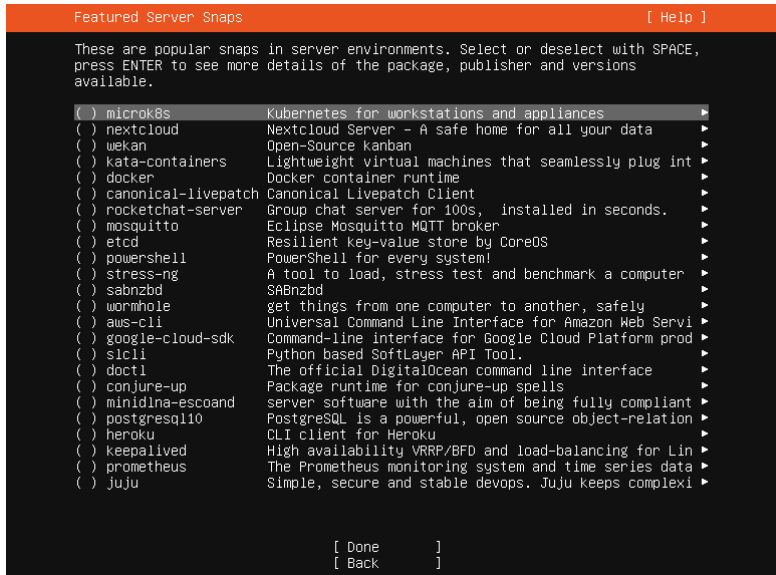 Featured Server Snaps [ Help ]
These are popular snaps in server environments. Select or deselect with SPACE,
press ENTER to see more details of the package, publisher and versions
available.
( ) microk8s Kubernetes for workstations and appliances ▸
( ) nextcloud Nextcloud Server - A safe home for all your data ▸
( ) wekan Open-Source kanban ▸
( ) kata-containers Lightweight virtual machines that seamlessly plug int ▸
( ) docker Docker container runtime ▸
( ) canonical-livepatch Canonical Livepatch Client ▸
( ) rocketchat-server Group chat server for 100s, installed in seconds. ▸
( ) mosquitto Eclipse Mosquitto MQTT broker ▸
( ) etcd Resilient key-value store by CoreOS ▸
( ) powershell PowerShell for every system! ▸
( ) stress-ng A tool to load, stress test and benchmark a computer ▸
( ) sabnzbd SABnzbd ▸
( ) wormhole get things from one computer to another, safely ▸
( ) aws-cli Universal Command Line Interface for Amazon Web Servi ▸
( ) google-cloud-sdk Command-line interface for Google Cloud Platform prod ▸
( ) slcli Python based SoftLayer API Tool. ▸
( ) doctl The official DigitalOcean command line interface ▸
( ) conjure-up Package runtime for conjure-up spells ▸
( ) minidlna-escoand server software with the aim of being fully compliant ▸
( ) postgresql10 PostgreSQL is a powerful, open source object-relation ▸
( ) heroku CLI client for Heroku ▸
( ) keepalived High availability VRRP/BFD and load-balancing for Lin ▸
( ) prometheus The Prometheus monitoring system and time series data ▸
( ) juju Simple, secure and stable devops. Juju keeps complexi ▸
[ Done ]
[ Back ]